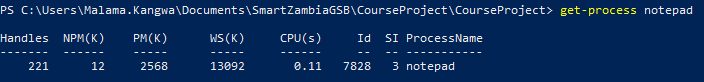 PS C:\Users\Malama.Kangwa\Documents\SmartZambiaGSB\CourseProject\CourseProject> get-process notepad
Handles  NPM(K)    PM(K)      WS(K)     CPU(s)     Id  SI ProcessName
-------  ------    -----      -----     ------     --  -- -----------
    221      12     2568      13092       0.11   7828   3 notepad